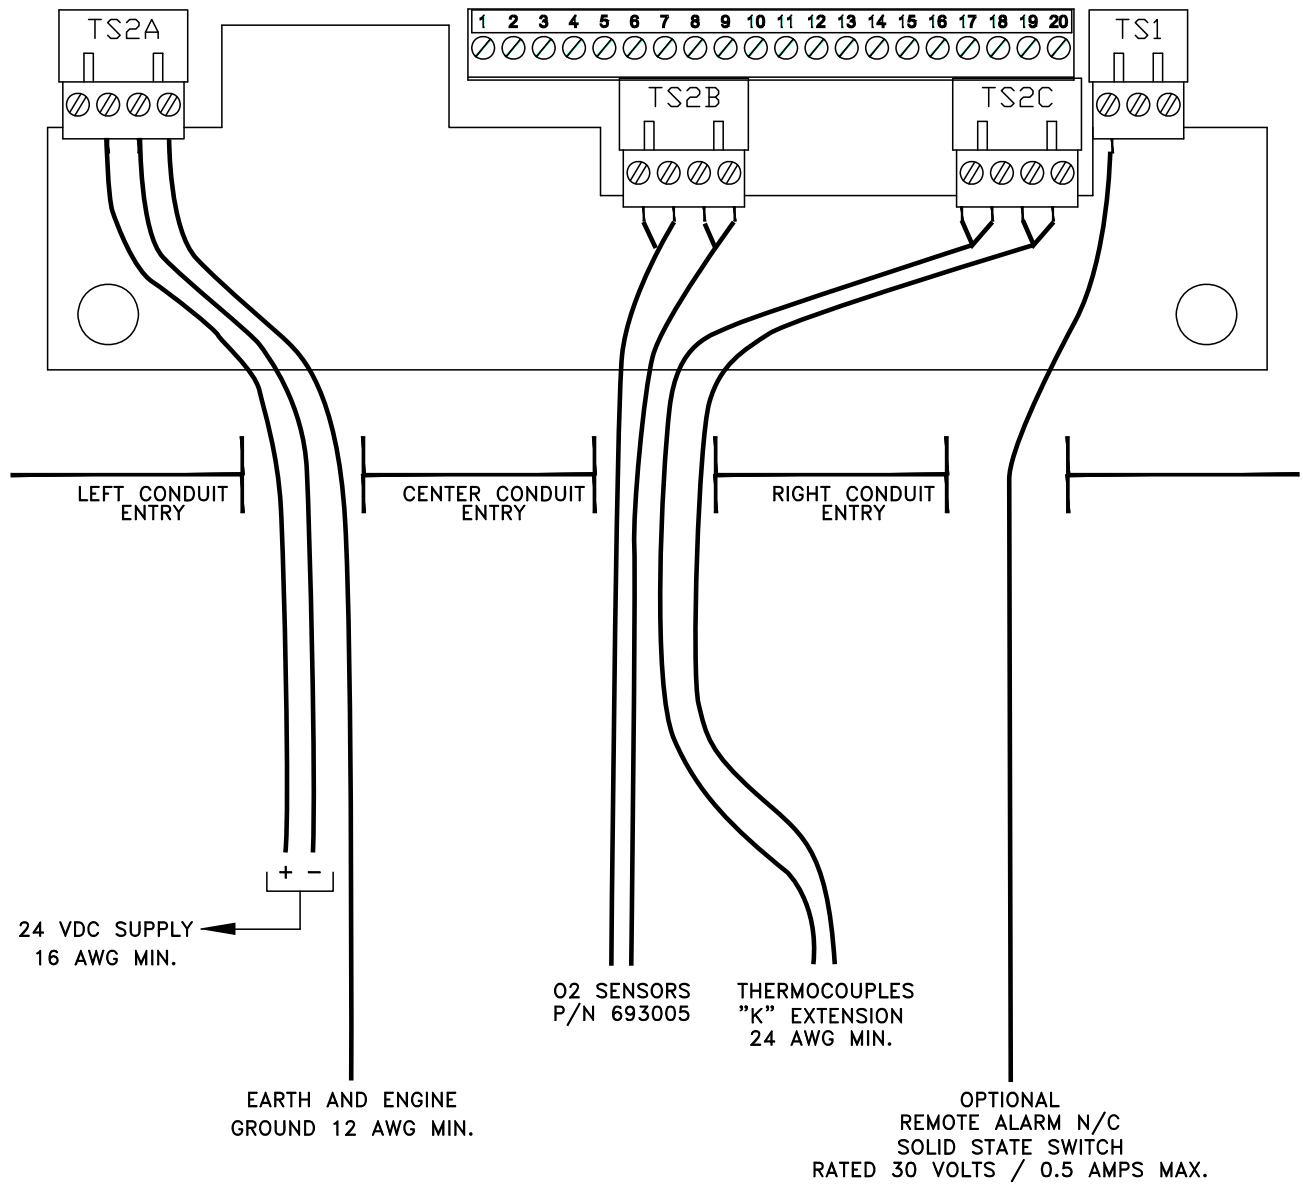 TS2A
1 2 3 4 5 6 7 8 9 10 11 12 13 14 15 16 17 18 19 20
TS1
TS2B
TS2C
LEFT CONDUIT
ENTRY
CENTER CONDUIT
ENTRY
RIGHT CONDUIT
ENTRY
+ −
24 VDC SUPPLY
16 AWG MIN.
O2 SENSORS
P/N 693005
THERMOCOUPLES
"K" EXTENSION
24 AWG MIN.
EARTH AND ENGINE
GROUND 12 AWG MIN.
OPTIONAL
REMOTE ALARM N/C
SOLID STATE SWITCH
RATED 30 VOLTS / 0.5 AMPS MAX.